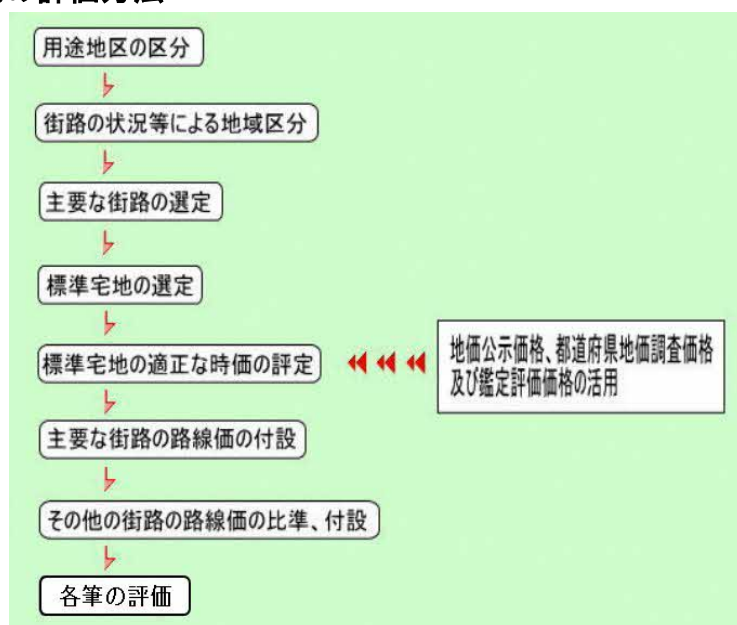 用途地区の区分
街路の状況等による地域区分
主要な街路の選定
標準宅地の選定
標準宅地の適正な時価の評定
地価公示価格、都道府県地価調査価格
及び鑑定評価価格の活用
主要な街路の路線価の付設
その他の街路の路線価の比準、付設
各筆の評価